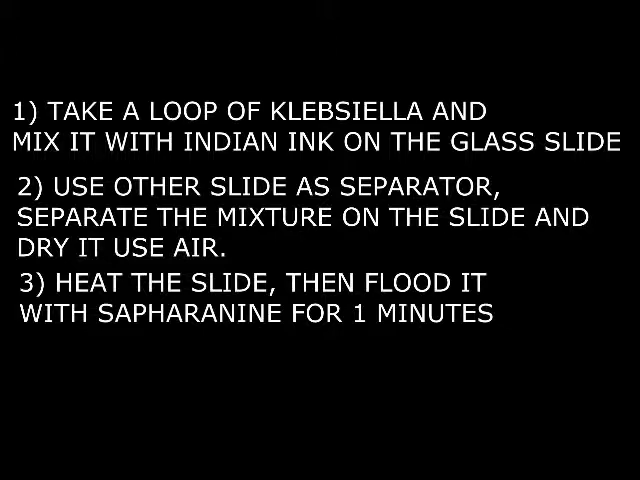 1) TAKE A LOOP OF KLEBSIELLA AND
MIX IT WITH INDIAN INK ON THE GLASS SLIDE
2) USE OTHER SLIDE AS SEPARATOR,
SEPARATE THE MIXTURE ON THE SLIDE AND
DRY IT USE AIR.
3) HEAT THE SLIDE, THEN FLOOD IT
WITH SAPHARANINE FOR 1 MINUTES